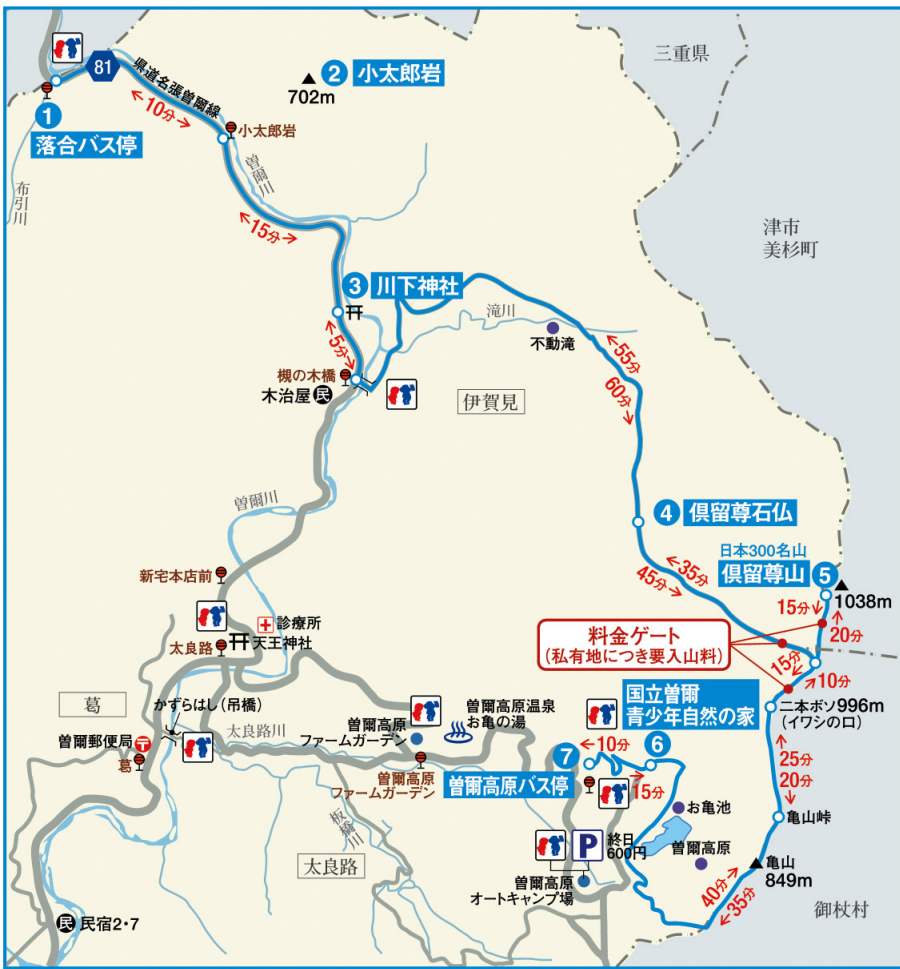 三重県
81
県道名張曽爾線
② 小太郎岩
702m
←10分→
小太郎岩
①
落合バス停
布引川
曽爾川
←15分→
津市
美杉町
③ 川下神社
滝川
不動滝
←5分→
槻の木橋
木治屋 民
伊賀見
←55分
60分→
曽爾川
④ 倶留尊石仏
日本300名山
倶留尊山 ⑤
1038m
←35分
45分→
15分→
←20分
新宅本店前
診療所
太良路
天王神社
料金ゲート
(私有地につき要入山料)
15分←
→10分
葛
かずらはし(吊橋)
太良路川
曽爾高原
ファームガーデン
曽爾高原温泉
お亀の湯
国立曽爾
青少年自然の家
二本ボソ996m
(イワシの口)
曽爾郵便局
葛
曽爾高原
ファームガーデン
⑦
←10分
⑥
曽爾高原バス停
→15分
←25分
20分→
お亀池
亀山峠
板橋川
太良路
P
終日
600円
曽爾高原
亀山
849m
曽爾高原
オートキャンプ場
40分→
←35分
御杖村
民 民宿2・7